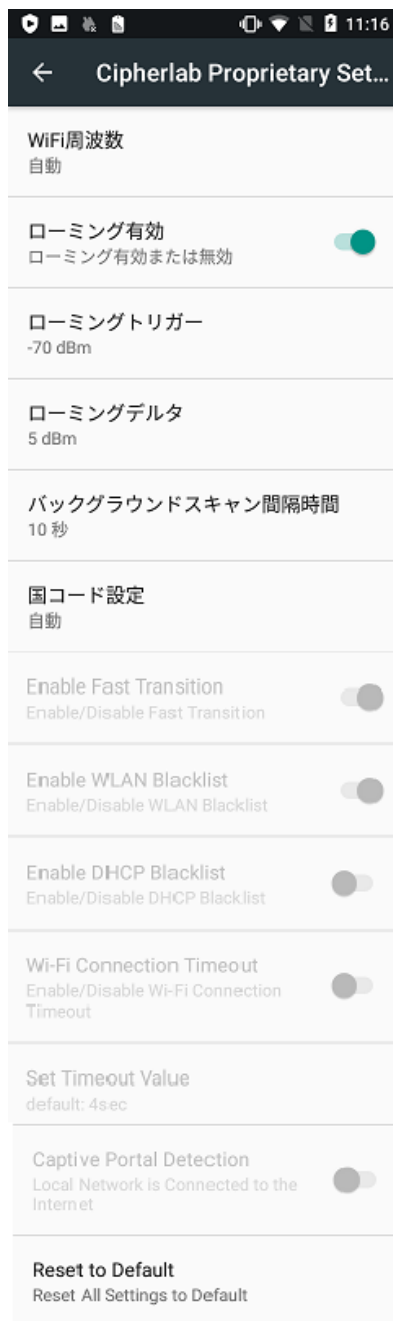 11:16
Cipherlab Proprietary Set...
WiFi周波数
自動
ローミング有効
ローミング有効または無効
ローミングトリガー
-70 dBm
ローミングデルタ
5 dBm
バックグラウンドスキャン間隔時間
10 秒
国コード設定
自動
Enable Fast Transition
Enable/Disable Fast Transition
Enable WLAN Blacklist
Enable/Disable WLAN Blacklist
Enable DHCP Blacklist
Enable/Disable DHCP Blacklist
Wi-Fi Connection Timeout
Enable/Disable Wi-Fi Connection
Timeout
Set Timeout Value
default: 4sec
Captive Portal Detection
Local Network is Connected to the
Internet
Reset to Default
Reset All Settings to Default